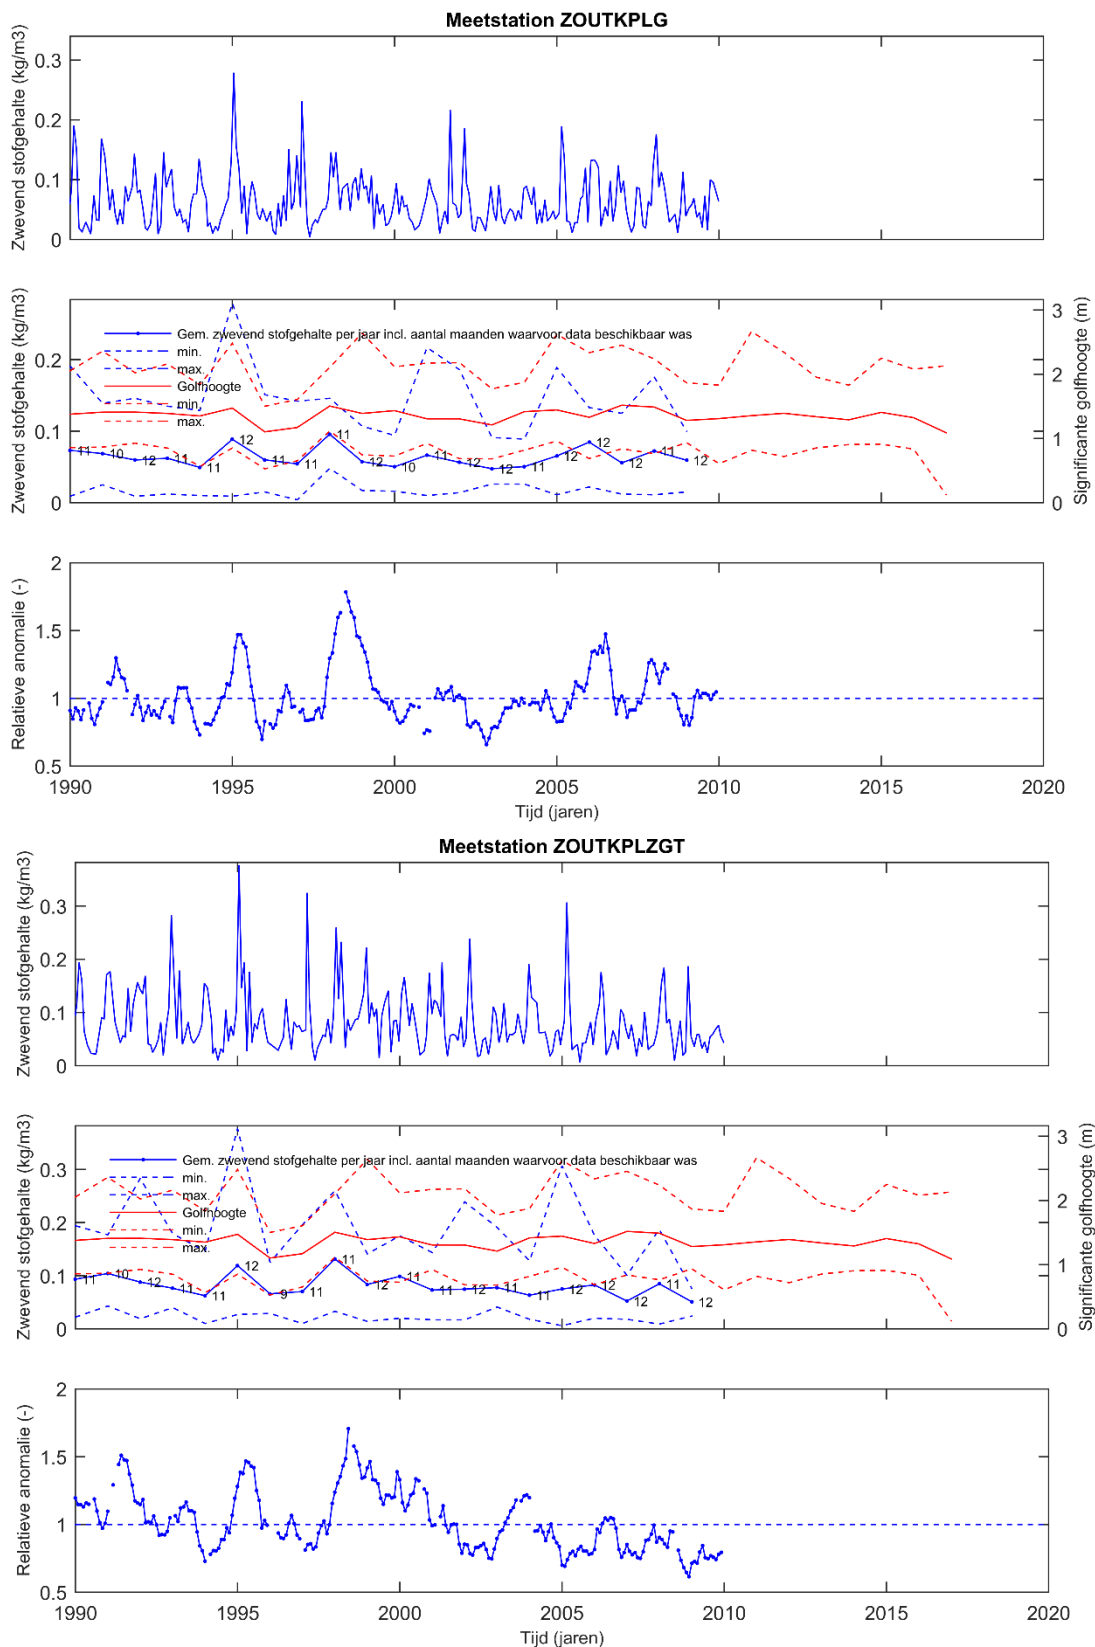 Meetstation ZOUTKPLG
Zwevend stofgehalte (kg/m3)
0.3
0.2
0.1
0
Zwevend stofgehalte (kg/m3)
0.2
0.1
0
Gem. zwevend stofgehalte per jaar incl. aantal maanden waarvoor data beschikbaar was
min.
max.
Golfhoogte
min.
max.
11 10 12 11 11 12 11 11 11 12 10 11 12 12 11 12 12 12 11 12
3
2
1
0
Significante golfhoogte (m)
Relatieve anomalie (-)
2
1.5
1
0.5
1990 1995 2000 2005 2010 2015 2020
Tijd (jaren)
Meetstation ZOUTKPLZGT
Zwevend stofgehalte (kg/m3)
0.3
0.2
0.1
0
Zwevend stofgehalte (kg/m3)
0.3
0.2
0.1
0
Gem. zwevend stofgehalte per jaar incl. aantal maanden waarvoor data beschikbaar was
min.
max.
Golfhoogte
min.
max.
11 10 12 11 11 12 9 11 11 12 11 11 12 11 11 12 12 12 11 12
3
2
1
0
Significante golfhoogte (m)
Relatieve anomalie (-)
2
1.5
1
0.5
1990 1995 2000 2005 2010 2015 2020
Tijd (jaren)